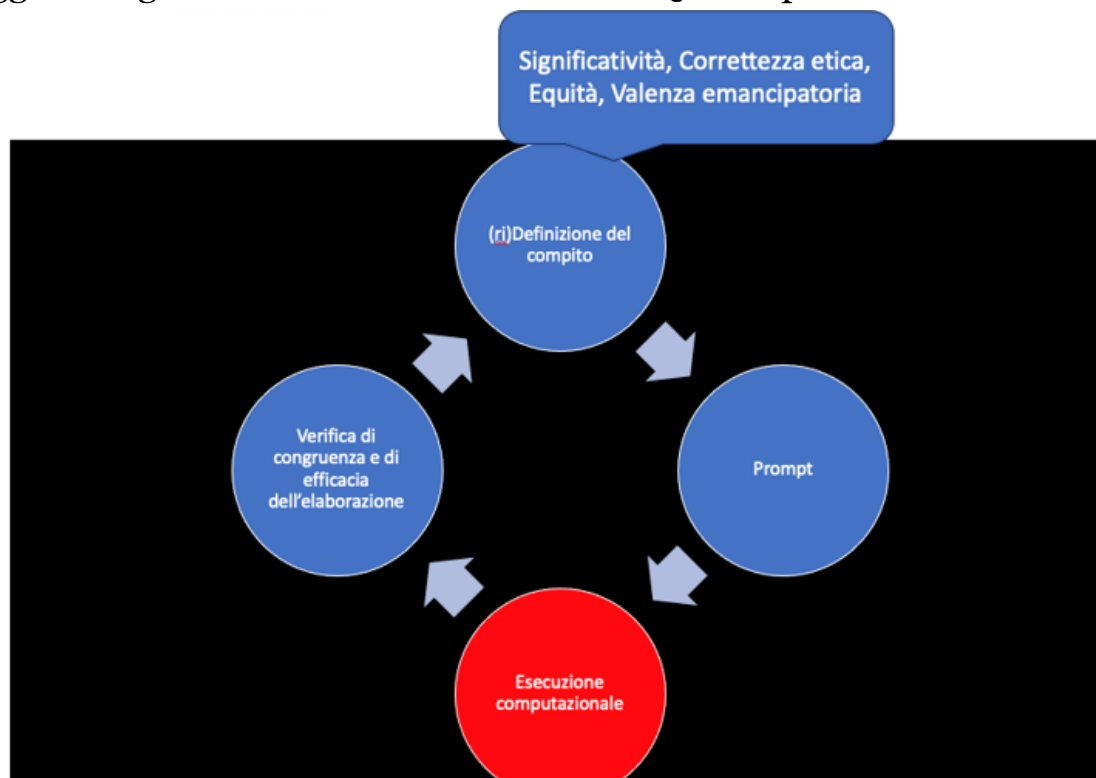 Significatività, Correttezza etica,
Equità, Valenza emancipatoria
(ri)Definizione del
compito
Verifica di
congruenza e di
efficacia
dell'elaborazione
Prompt
Esecuzione
computazionale